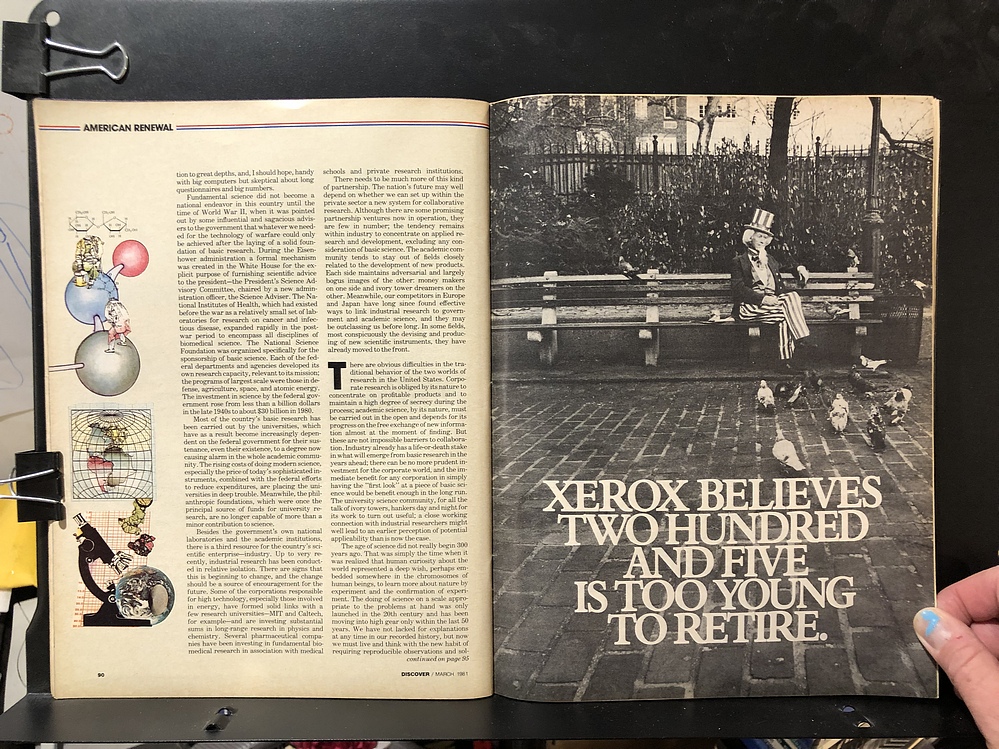 AMERICAN RENEWAL
tion to great depths, and, I should hope, handy
with big computers but skeptical about long
questionnaires and big numbers.
Fundamental science did not become a
national endeavor in this country until the
time of World War II, when it was pointed
out by some influential and sagacious advis-
ers to the government that whatever we need-
ed for the technology of warfare could only
be achieved after the laying of a solid foun-
dation of basic research. During the Eisen-
hower administration a formal mechanism
was created in the White House for the ex-
plicit purpose of furnishing scientific advice
to the president—the President's Science Ad-
visory Committee, chaired by a new admin-
istration officer, the Science Adviser. The Na-
tional Institutes of Health, which had existed
before the war as a relatively small set of lab-
oratories for research on cancer and infec-
tious disease, expanded rapidly in the post-
war period to encompass all disciplines of
biomedical science. The National Science
Foundation was organized specifically for the
sponsorship of basic science. Each of the fed-
eral departments and agencies developed its
own research capacity, relevant to its mission;
the programs of largest scale were those in de-
fense, agriculture, space, and atomic energy.
The investment in science by the federal gov-
ernment rose from less than a billion dollars
in the late 1940s to about $30 billion in 1980.
Most of the country's basic research has
been carried out by the universities, which
have as a result become increasingly depen-
dent on the federal government for their sus-
tenance, even their existence, to a degree now
causing alarm in the whole academic commu-
nity. The rising costs of doing modern science,
especially the price of today's sophisticated in-
struments, combined with the federal efforts
to reduce expenditures, are placing the uni-
versities in deep trouble. Meanwhile, the phil-
anthropic foundations, which were once the
principal source of funds for university re-
search, are no longer capable of more than a
minor contribution to science.
Besides the government's own national
laboratories and the academic institutions,
there is a third resource for the country's sci-
entific enterprise—industry. Up to very re-
cently, industrial research has been conduct-
ed in relative isolation. There are signs that
this is beginning to change, and the change
should be a source of encouragement for the
future. Some of the corporations responsible
for high technology, especially those involved
in energy, have formed solid links with a
few research universities—MIT and Caltech,
for example—and are investing substantial
sums in long-range research in physics and
chemistry. Several pharmaceutical compa-
nies have been investing in fundamental bio-
medical research in association with medical
schools and private research institutions.
There needs to be much more of this kind
of partnership. The nation's future may well
depend on whether we can set up within the
private sector a new system for collaborative
research. Although there are some promising
partnership ventures now in operation, they
are few in number; the tendency remains
within industry to concentrate on applied re-
search and development, excluding any con-
sideration of basic science. The academic com-
munity tends to stay out of fields closely
related to the development of new products.
Each side maintains adversarial and largely
bogus images of the other: money makers
on one side and ivory tower dreamers on the
other. Meanwhile, our competitors in Europe
and Japan have long since found effective
ways to link industrial research to govern-
ment and academic science, and they may
be outclassing us before long. In some fields,
most conspicuously the devising and produc-
ing of new scientific instruments, they have
already moved to the front.
There are obvious difficulties in the tra-
ditional behavior of the two worlds of
research in the United States. Corpo-
rate research is obliged by its nature to
concentrate on profitable products and to
maintain a high degree of secrecy during the
process; academic science, by its nature, must
be carried out in the open and depends for its
progress on the free exchange of new informa-
tion almost at the moment of finding. But
these are not impossible barriers to collabora-
tion. Industry already has a life-or-death stake
in what will emerge from basic research in the
years ahead; there can be no more prudent in-
vestment for the corporate world, and the im-
mediate benefit for any corporation in simply
having the "first look" at a piece of basic sci-
ence would be benefit enough in the long run.
The university science community, for all the
talk of ivory towers, hankers day and night for
its work to turn out useful; a close working
connection with industrial researchers might
well lead to an earlier perception of potential
applicability than is now the case.
The age of science did not really begin 300
years ago. That was simply the time when it
was realized that human curiosity about the
world represented a deep wish, perhaps em-
bedded somewhere in the chromosomes of
human beings, to learn more about nature by
experiment and the confirmation of experi-
ment. The doing of science on a scale appro-
priate to the problems at hand was only
launched in the 20th century and has been
moving into high gear only within the last 50
years. We have not lacked for explanations
at any time in our recorded history, but now
we must live and think with the new habit of
requiring reproducible observations and sol-
continued on page 95
90
DISCOVER / MARCH 1981
XEROX BELIEVES
TWO HUNDRED
AND FIVE
IS TOO YOUNG
TO RETIRE.